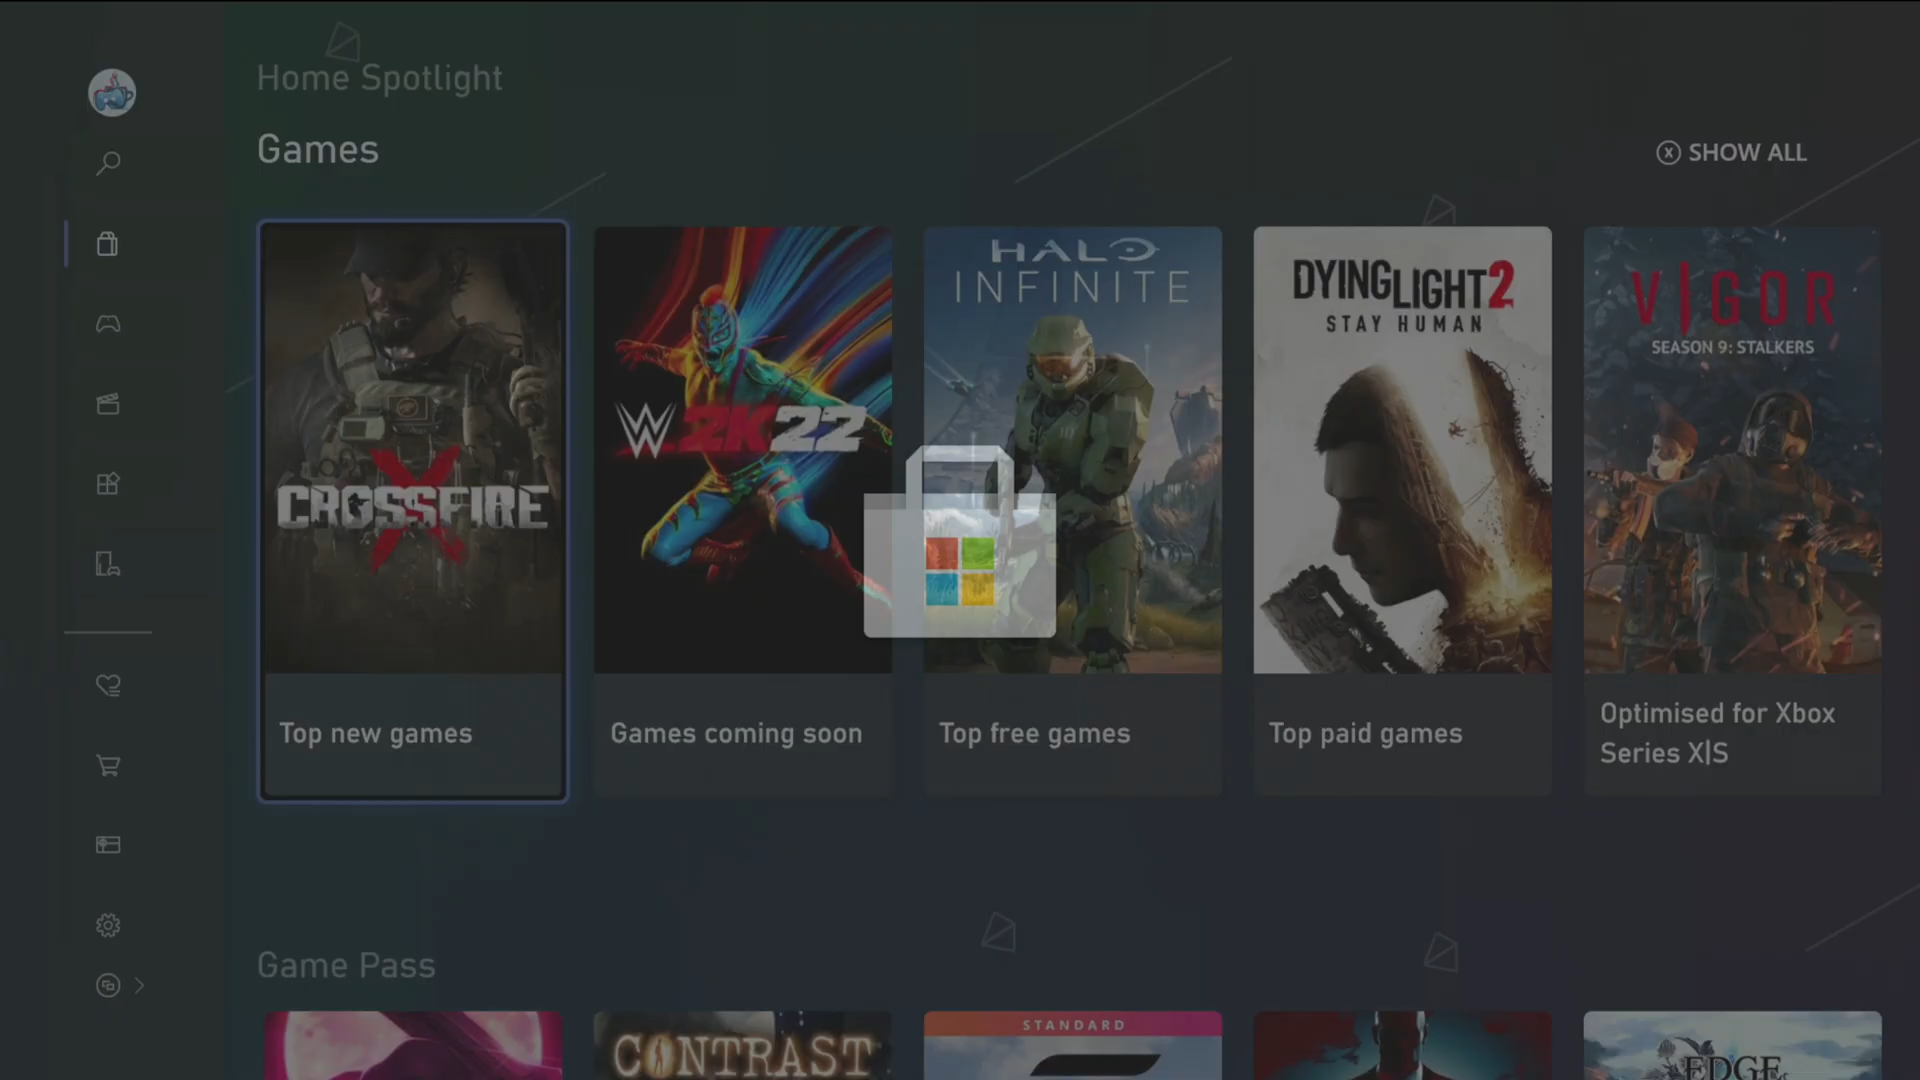 Home Spotlight
Games
X SHOW ALL
CROSSFIRE
X
W 2K22
HALO
INFINITE
DYING LIGHT 2
STAY HUMAN
VIGOR
SEASON 9: STALKERS
Top new games
Games coming soon
Top free games
Top paid games
Optimised for Xbox
Series X|S
Game Pass
STANDARD
CONTRAST
EDGE